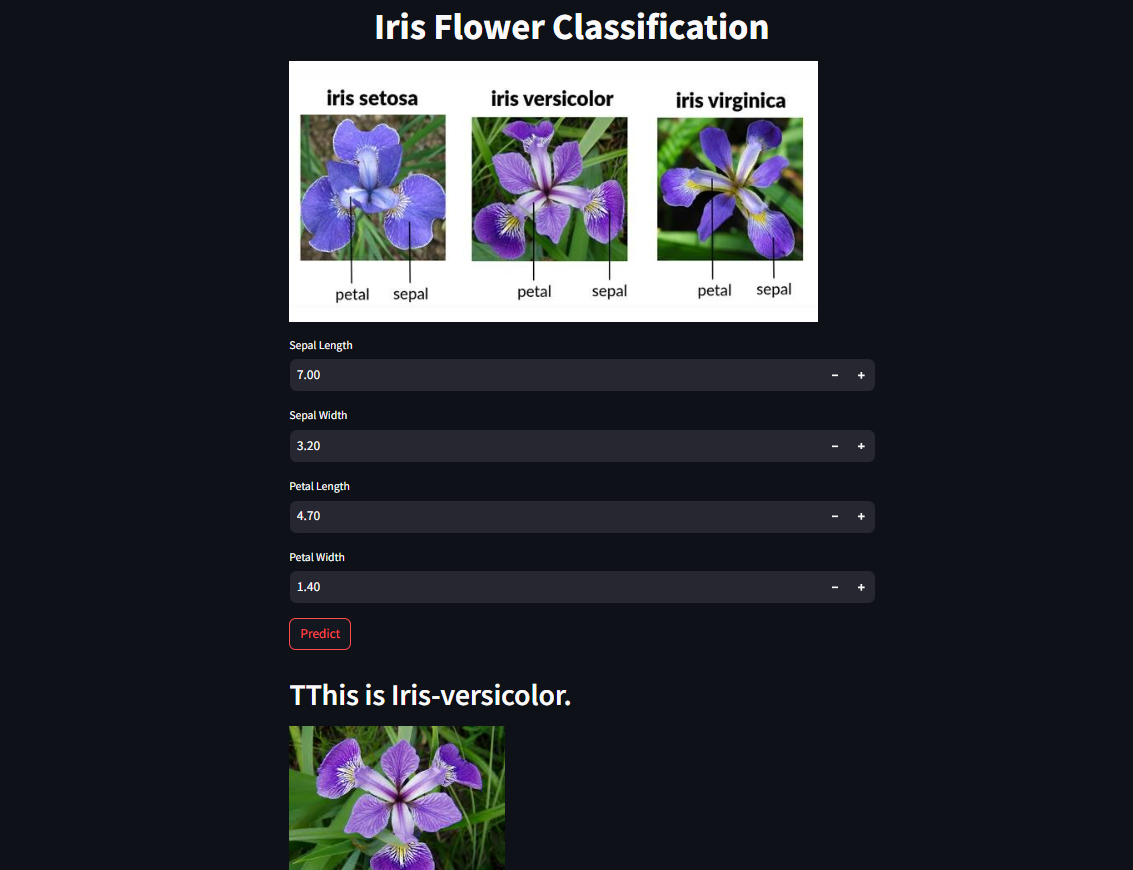 Iris Flower Classification
iris setosa iris versicolor iris virginica
petal sepal petal sepal petal sepal
Sepal Length
7.00 − +
Sepal Width
3.20 − +
Petal Length
4.70 − +
Petal Width
1.40 − +
Predict
TThis is Iris-versicolor.